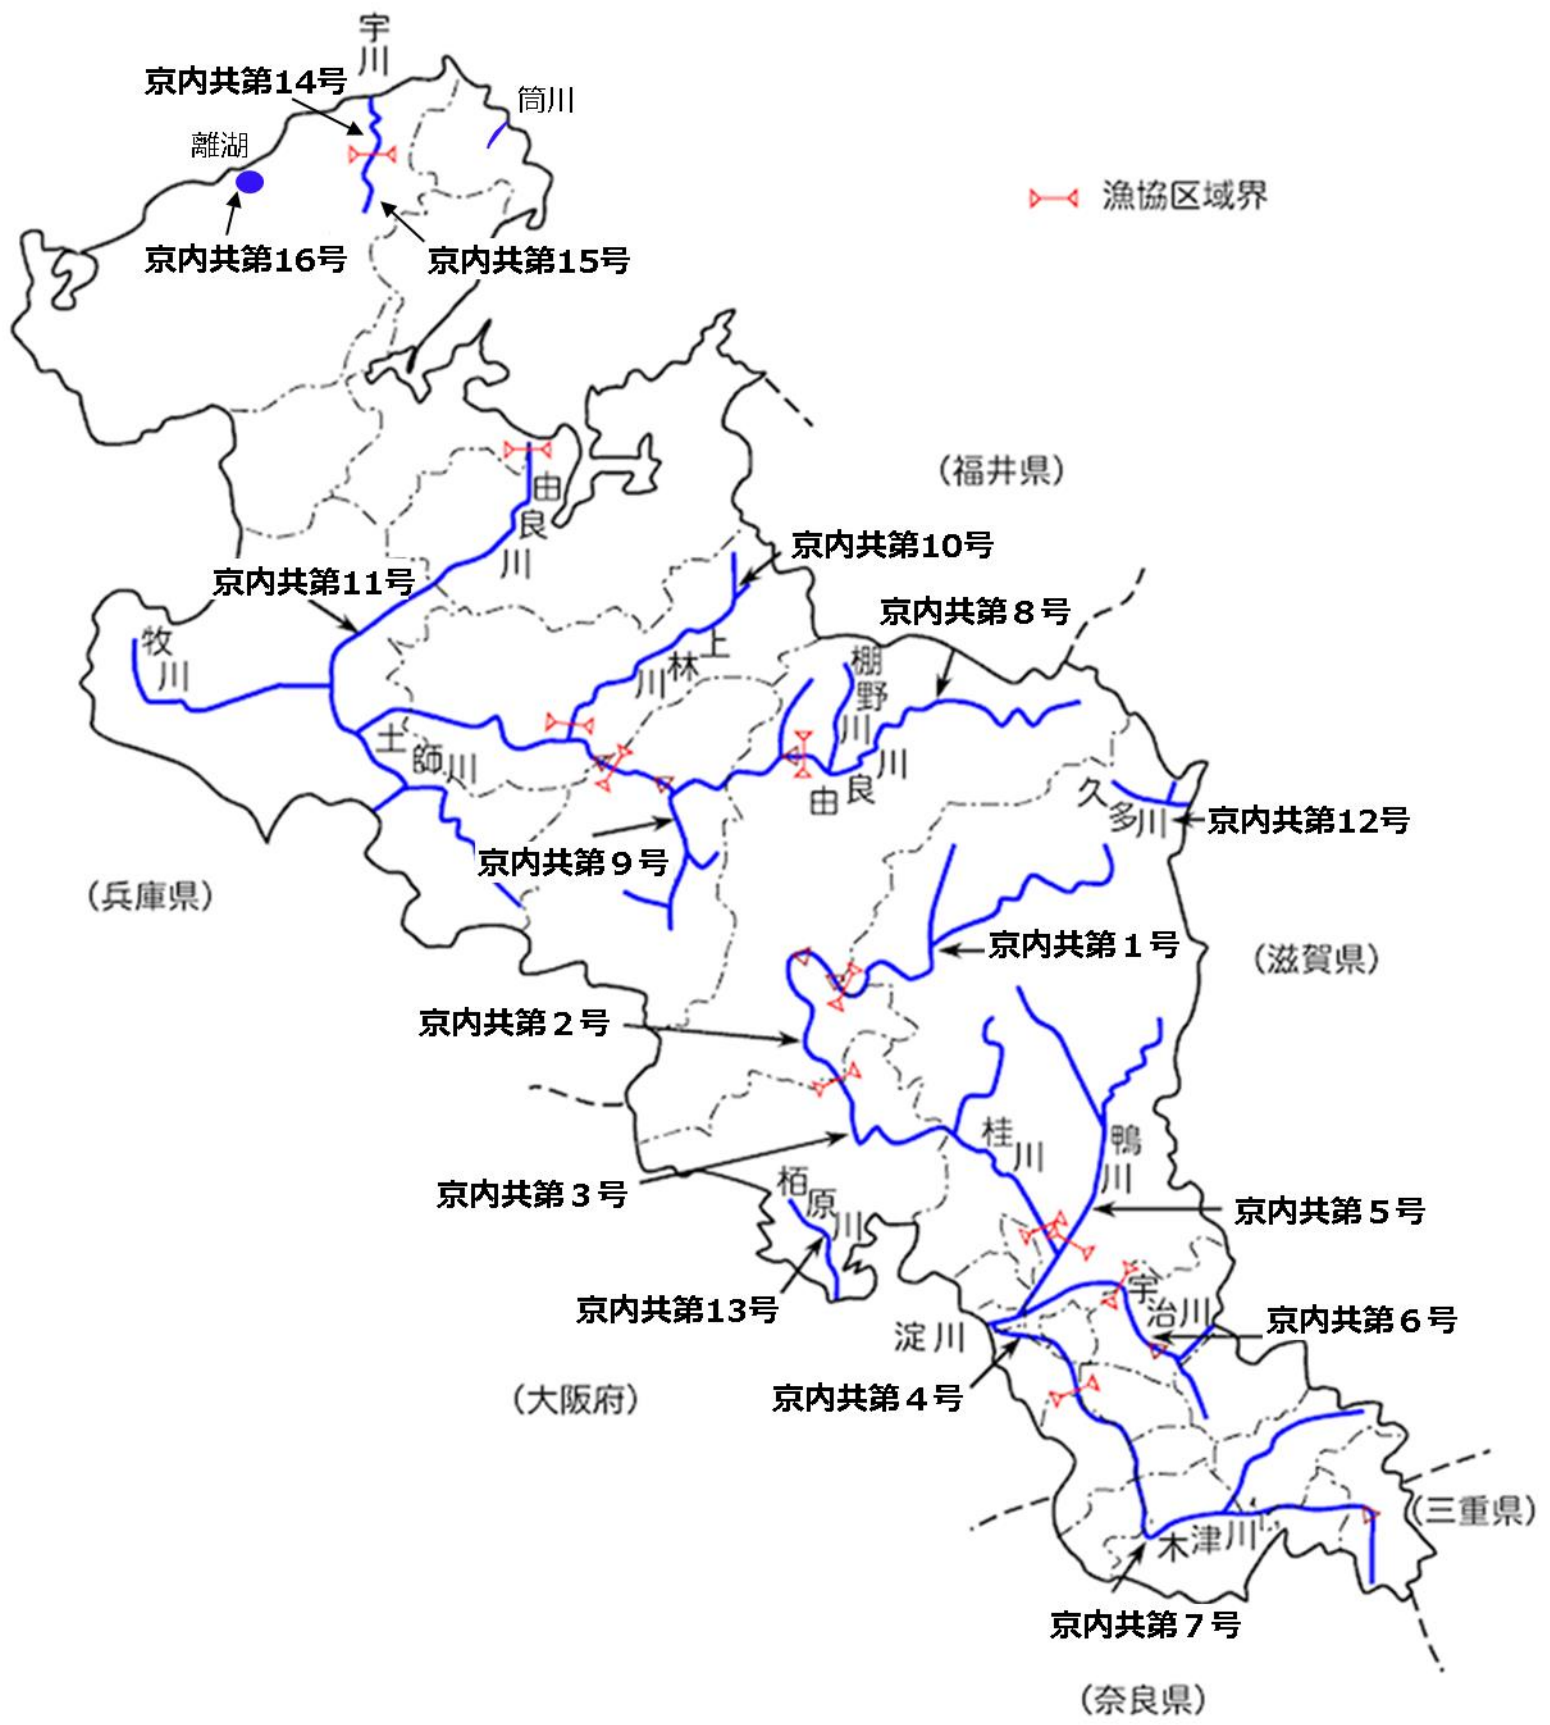 宇川
京内共第14号
筒川
離湖
漁協区域界
京内共第16号
京内共第15号
(福井県)
由良川
京内共第10号
京内共第11号
京内共第８号
上林川
牧川
棚野川
土師川
由良川
久多川
京内共第12号
京内共第９号
(兵庫県)
京内共第１号
(滋賀県)
京内共第２号
桂川
鴨川
京内共第３号
栢原川
京内共第５号
宇治川
京内共第13号
京内共第６号
淀川
京内共第４号
(大阪府)
(三重県)
木津川
京内共第７号
(奈良県)